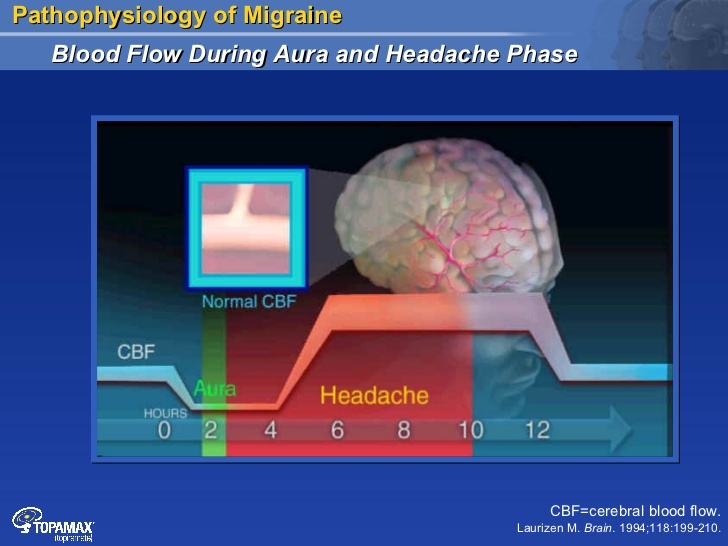 Pathophysiology of Migraine
Blood Flow During Aura and Headache Phase
Normal CBF
CBF
Aura
Headache
HOURS
0 2 4 6 8 10 12
CBF=cerebral blood flow.
Laurizen M. Brain. 1994;118:199-210.
TOPAMAX
topiramate